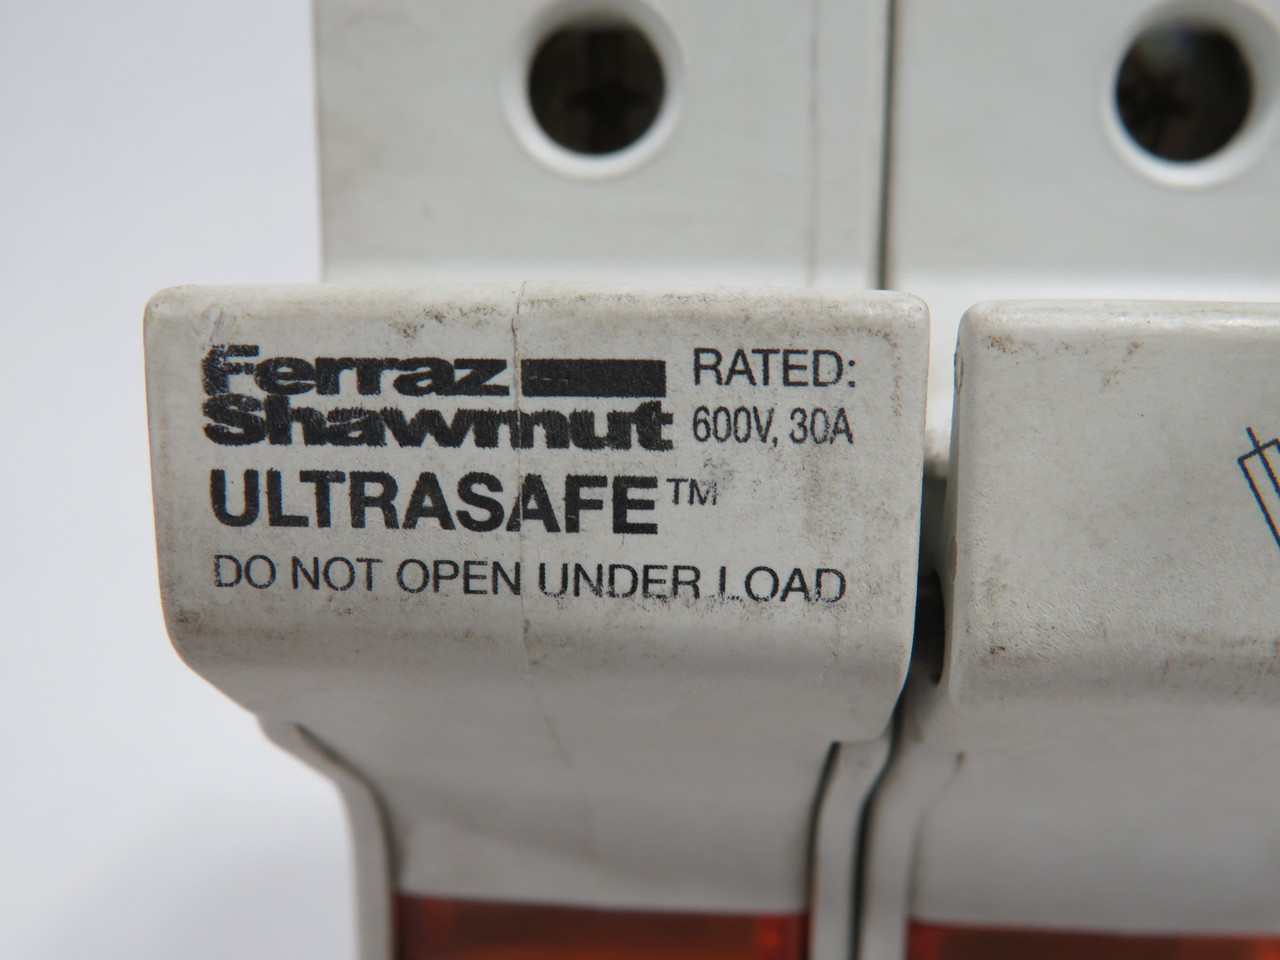 Ferraz
Shawmut
RATED:
600V, 30A
ULTRASAFE™
DO NOT OPEN UNDER LOAD